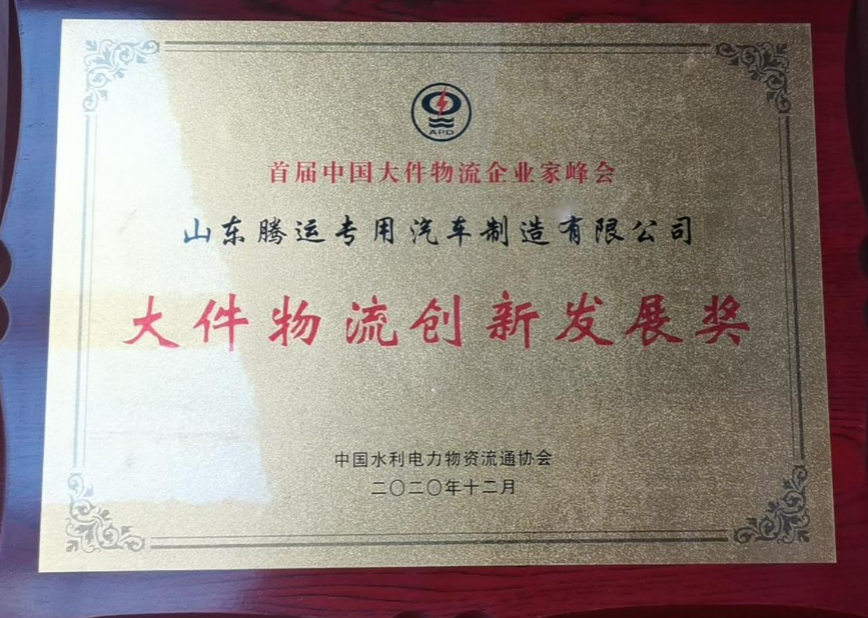 APD
首届中国大件物流企业家峰会
山东腾运专用汽车制造有限公司
大件物流创新发展奖
中国水利电力物资流通协会
二〇二〇年十二月